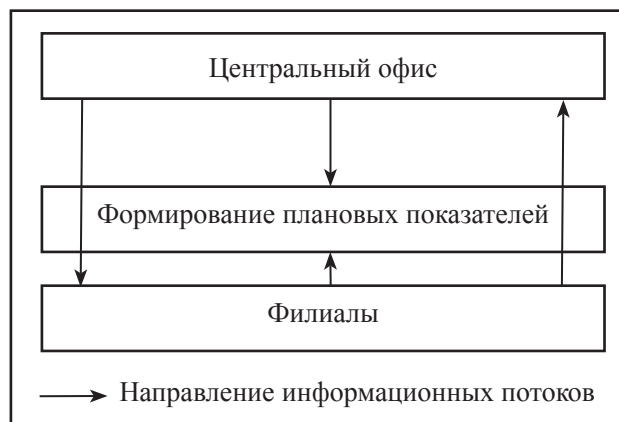 Центральный офис
Формирование плановых показателей
Филиалы
Направление информационных потоков